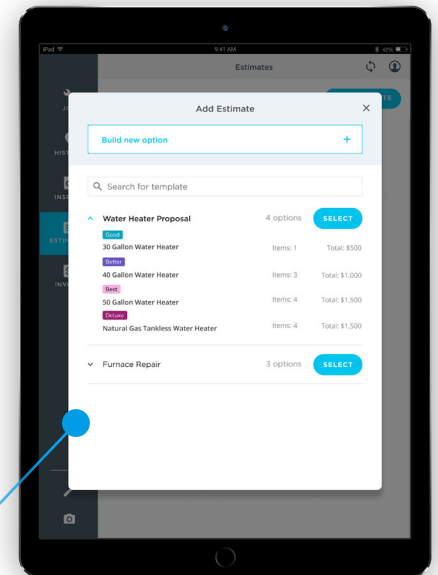 iPad 9:41 AM 42%
Estimates
Add Estimate
Build new option +
Search for template
Water Heater Proposal 4 options SELECT
Good
30 Gallon Water Heater Items: 1 Total: $500
Better
40 Gallon Water Heater Items: 3 Total: $1,000
Best
50 Gallon Water Heater Items: 4 Total: $1,500
Deluxe
Natural Gas Tankless Water Heater Items: 4 Total: $1,500
Furnace Repair 3 options SELECT